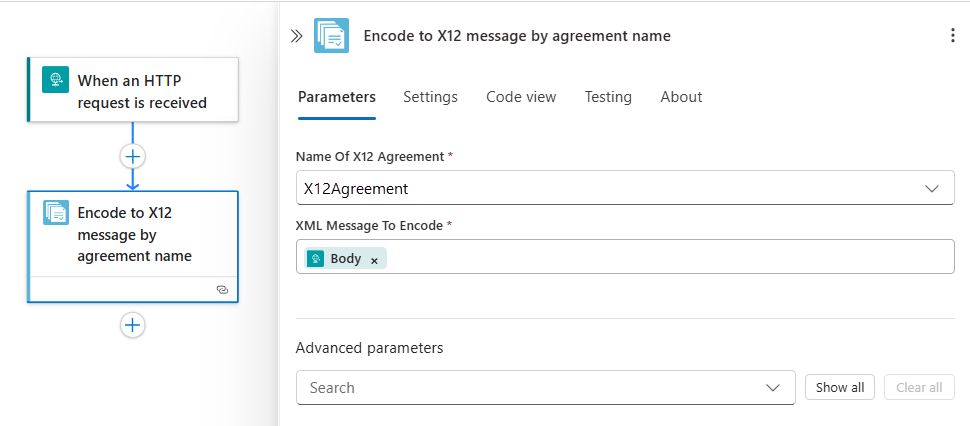 When an HTTP
request is received
Encode to X12
message by
agreement name
Encode to X12 message by agreement name
Parameters Settings Code view Testing About
Name Of X12 Agreement *
X12Agreement
XML Message To Encode *
Body ×
Advanced parameters
Search
Show all
Clear all